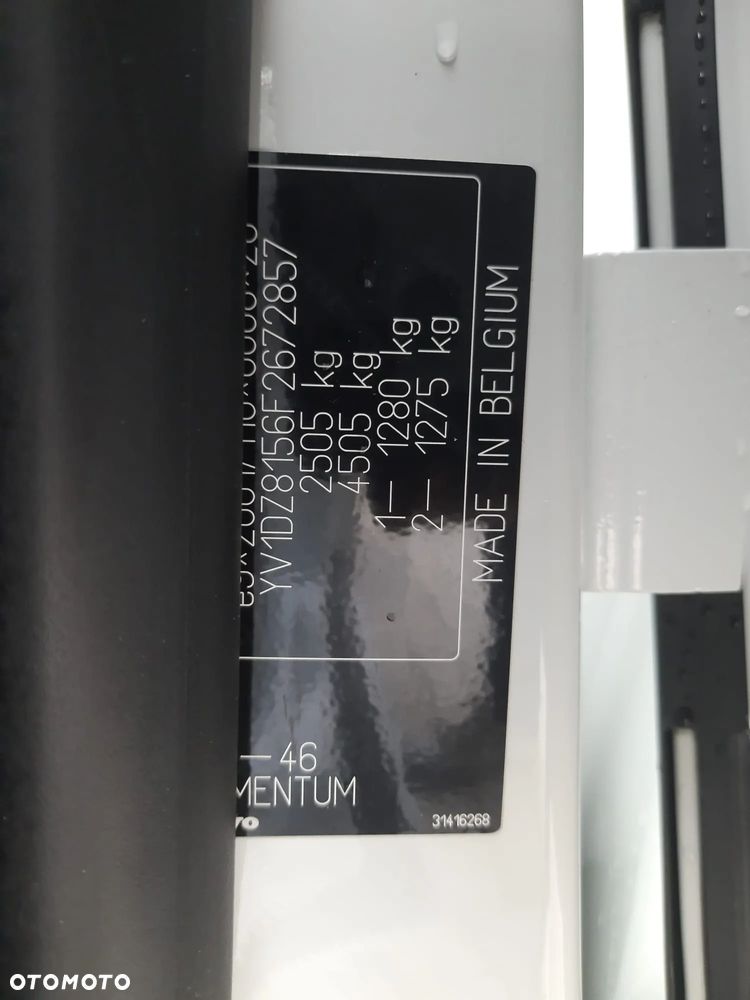 YV1DZ8156F2672857
2505 kg
4505 kg
1— 1280 kg
2— 1275 kg
MADE IN BELGIUM
— 46
MENTUM
31416268
OTOMOTO